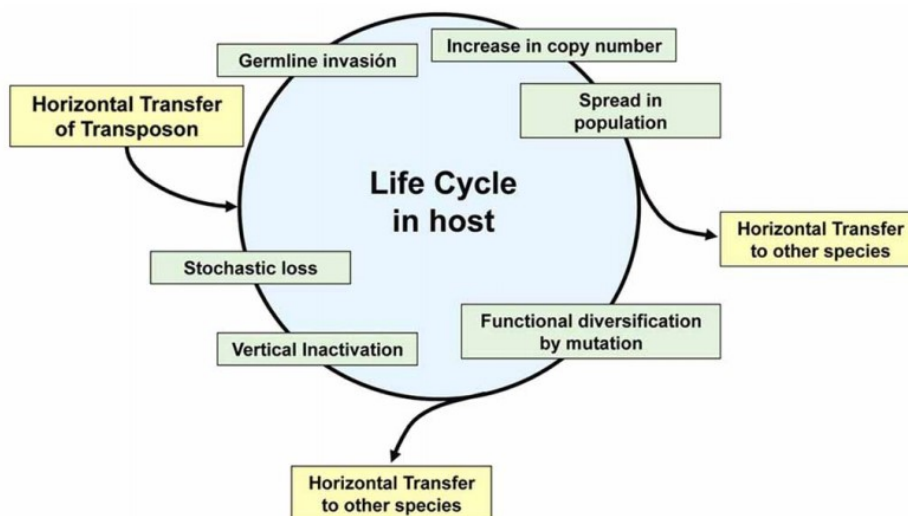 Germline invasión
Increase in copy number
Horizontal Transfer
of Transposon
Spread in
population
Life Cycle
in host
Horizontal Transfer
to other species
Stochastic loss
Functional diversification
by mutation
Vertical Inactivation
Horizontal Transfer
to other species